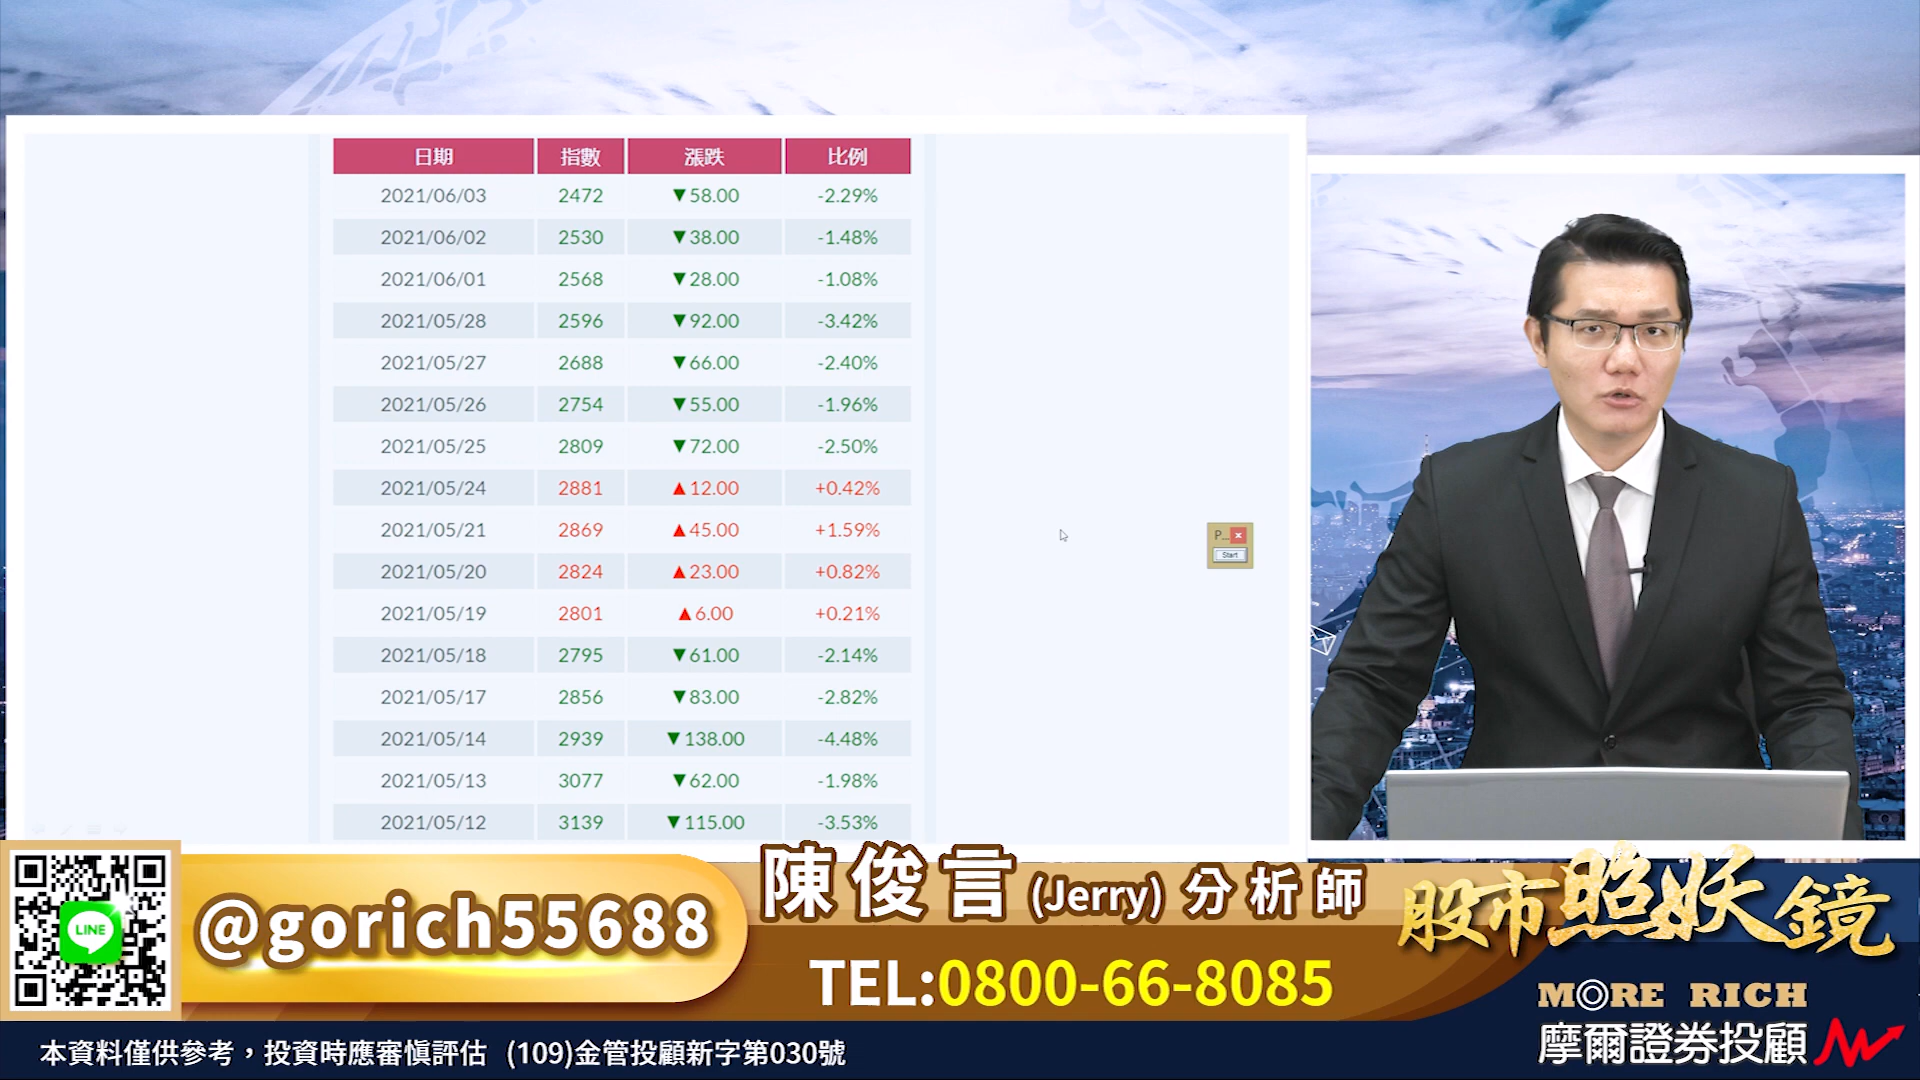 日期 指數 漲跌 比例
2021/06/03 2472 ▼58.00 -2.29%
2021/06/02 2530 ▼38.00 -1.48%
2021/06/01 2568 ▼28.00 -1.08%
2021/05/28 2596 ▼92.00 -3.42%
2021/05/27 2688 ▼66.00 -2.40%
2021/05/26 2754 ▼55.00 -1.96%
2021/05/25 2809 ▼72.00 -2.50%
2021/05/24 2881 ▲12.00 +0.42%
2021/05/21 2869 ▲45.00 +1.59%
2021/05/20 2824 ▲23.00 +0.82%
2021/05/19 2801 ▲6.00 +0.21%
2021/05/18 2795 ▼61.00 -2.14%
2021/05/17 2856 ▼83.00 -2.82%
2021/05/14 2939 ▼138.00 -4.48%
2021/05/13 3077 ▼62.00 -1.98%
2021/05/12 3139 ▼115.00 -3.53%
P...
Start
LINE
@gorich55688
陳俊言 (Jerry) 分析師
TEL:0800-66-8085
股市照妖鏡
MORE RICH
摩爾證券投顧
本資料僅供參考，投資時應審慎評估 (109)金管投顧新字第030號